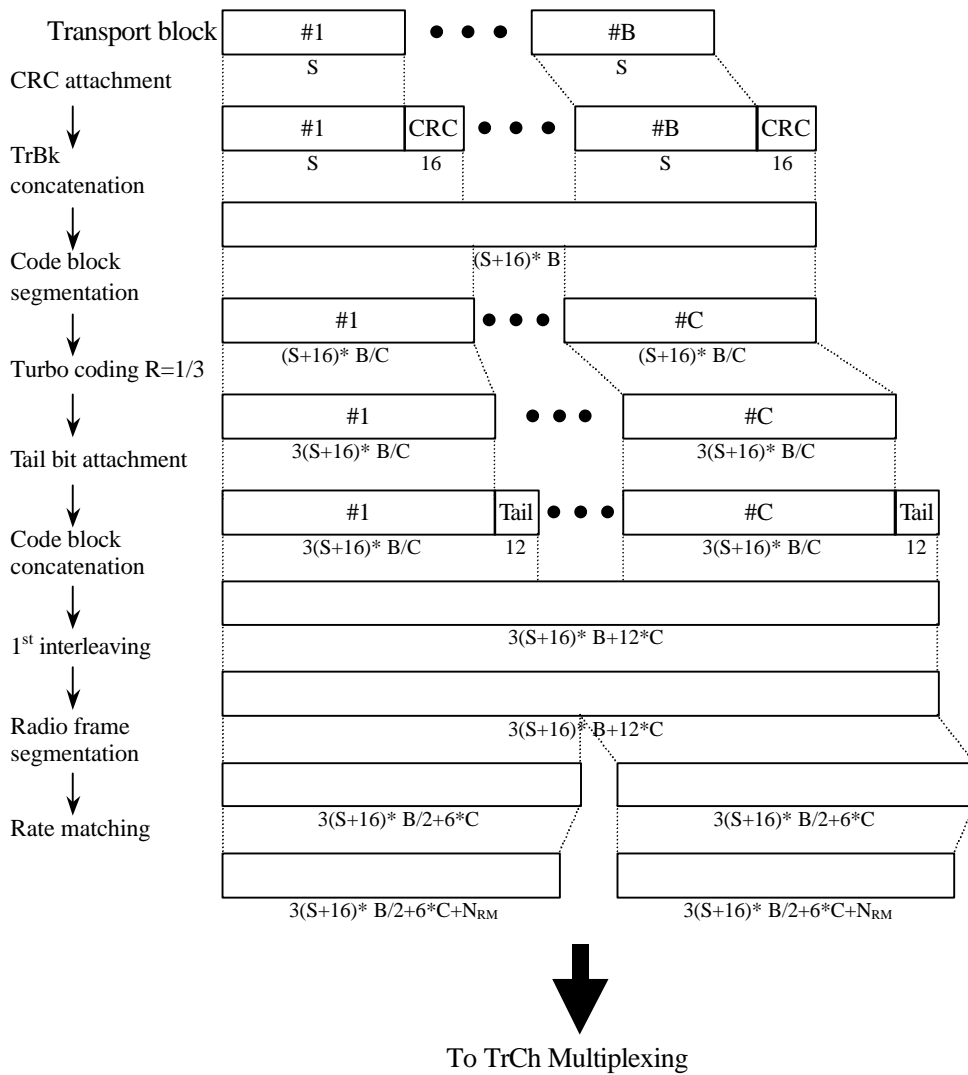 Transport block #1 • • • #B
S S
CRC attachment
#1 CRC • • • #B CRC
S 16 S 16
TrBk
concatenation
(S+16)* B
Code block
segmentation
#1 • • • #C
(S+16)* B/C (S+16)* B/C
Turbo coding R=1/3
#1 • • • #C
3(S+16)* B/C 3(S+16)* B/C
Tail bit attachment
#1 Tail • • • #C Tail
3(S+16)* B/C 12 3(S+16)* B/C 12
Code block
concatenation
3(S+16)* B+12*C
1st interleaving
3(S+16)* B+12*C
Radio frame
segmentation
3(S+16)* B/2+6*C 3(S+16)* B/2+6*C
Rate matching
3(S+16)* B/2+6*C+NRM 3(S+16)* B/2+6*C+NRM
To TrCh Multiplexing